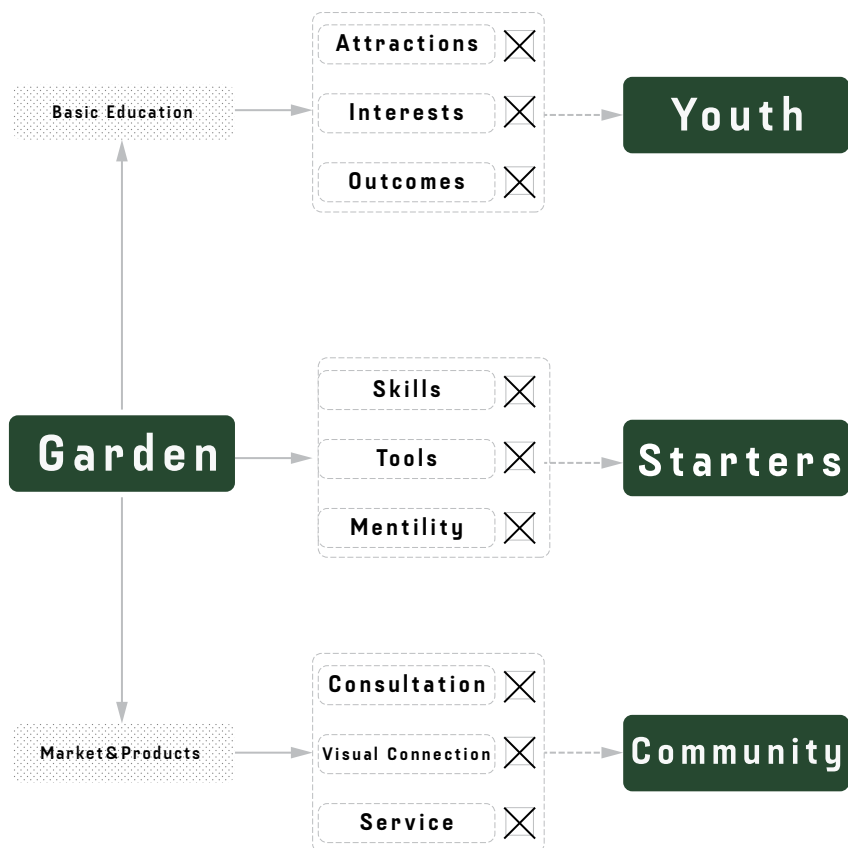 Attractions
Basic Education
Interests
Youth
Outcomes
Skills
Garden
Tools
Starters
Mentility
Consultation
Market&Products
Visual Connection
Community
Service